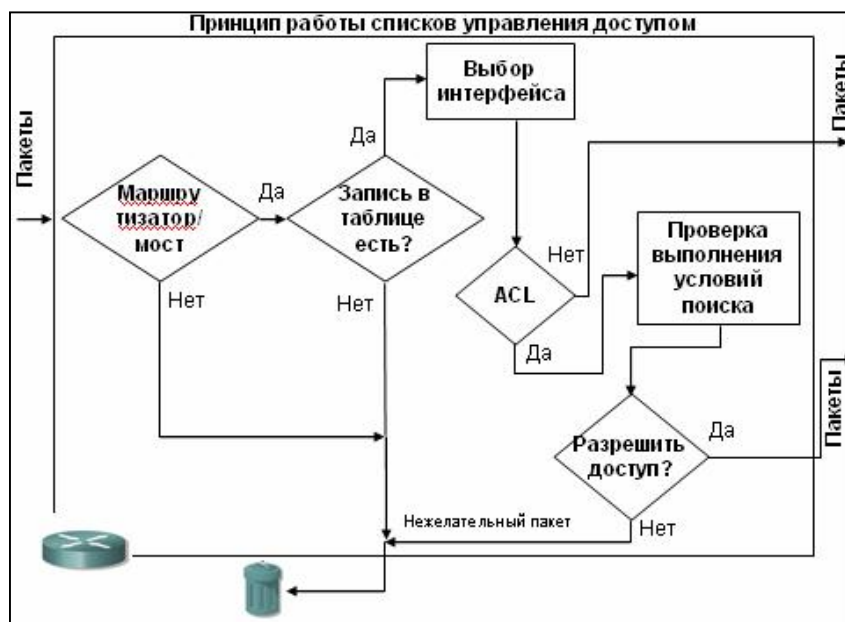 Принцип работы списков управления доступом
Пакеты
Маршру
тизатор/
мост
Да
Нет
Запись в
таблице
есть?
Да
Нет
Выбор
интерфейса
ACL
Нет
Да
Пакеты
Проверка
выполнения
условий
поиска
Разрешить
доступ?
Да
Пакеты
Нет
Нежелательный пакет